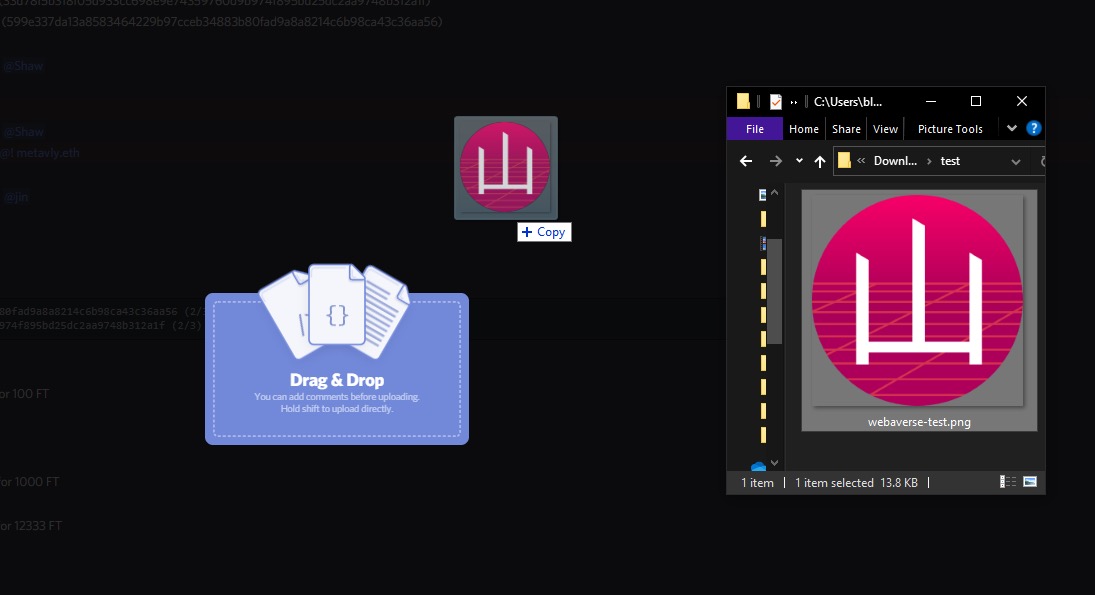 (599e337da13a8583464229b97cceb34883b80fad9a8a8214c6b98ca43c36aa56)
@Shaw
@Shaw
metavly.eth
@jin
80fad9a8a8214c6b98ca43c36aa56 (2/
974f895bd25dc2aa9748b312a1f (2/3)
or 100 FT
or 1000 FT
or 12333 FT
山
Copy
{}
Drag & Drop
You can add comments before uploading.
Hold shift to upload directly.
C:\Users\bl...
File Home Share View Picture Tools
Downl... test
山
webaverse-test.png
1 item 1 item selected 13.8 KB